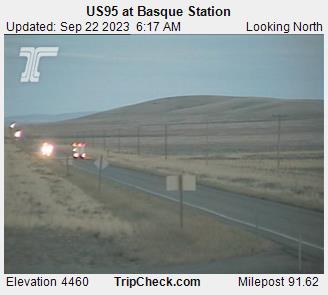 US95 at Basque Station
Updated: Sep 22 2023 6:17 AM Looking North
Elevation 4460 TripCheck.com Milepost 91.62